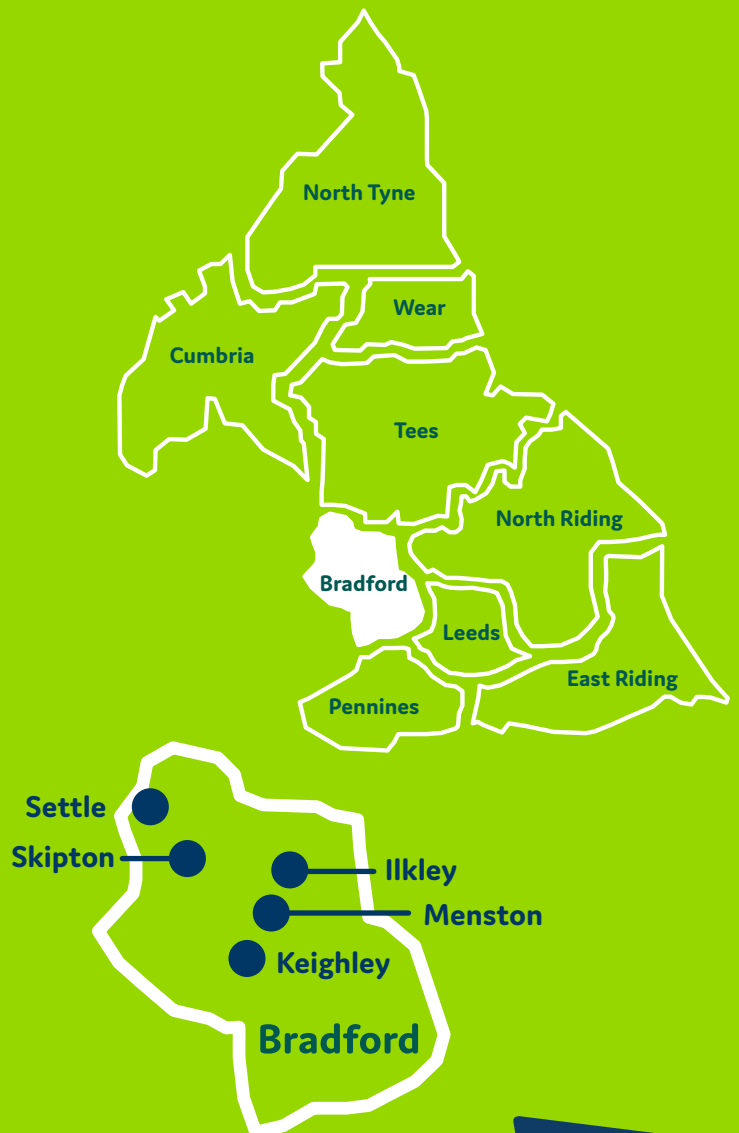 North Tyne
Wear
Cumbria
Tees
North Riding
Bradford
Leeds
East Riding
Pennines
Settle
Skipton
Ilkley
Menston
Keighley
Bradford